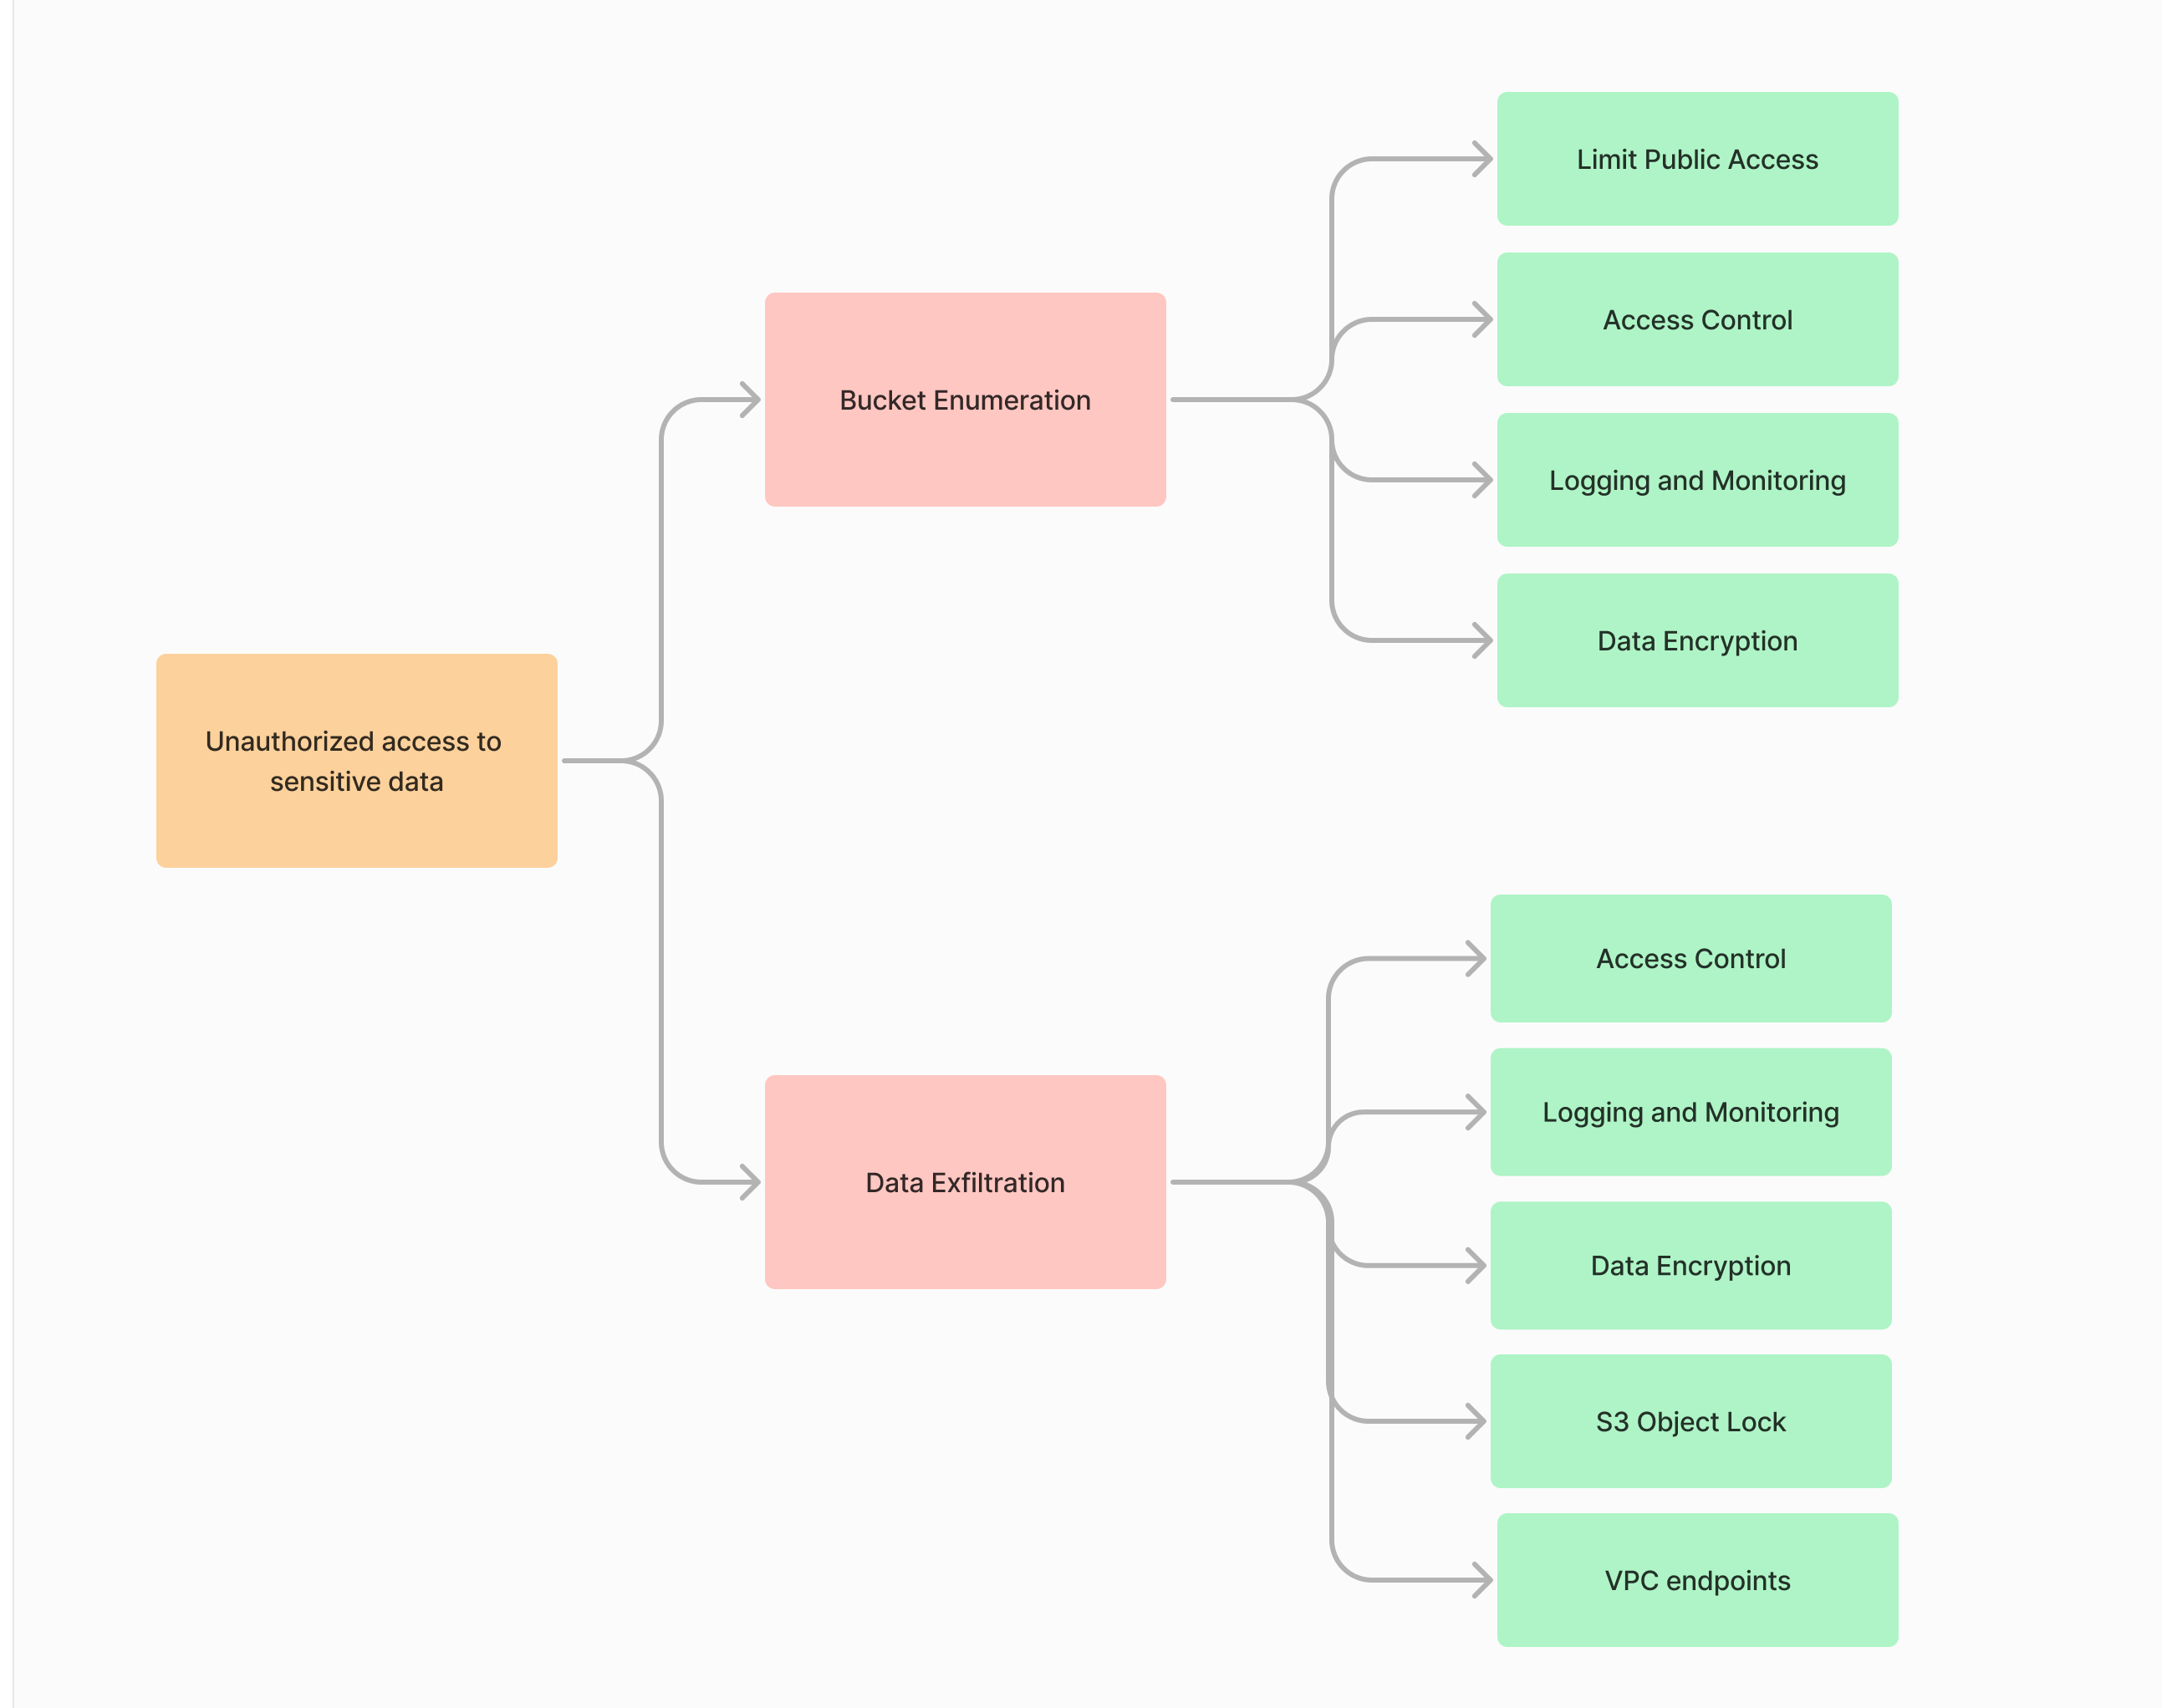 Unauthorized access to
sensitive data
Bucket Enumeration
Limit Public Access
Access Control
Logging and Monitoring
Data Encryption
Data Exfiltration
Access Control
Logging and Monitoring
Data Encryption
S3 Object Lock
VPC endpoints